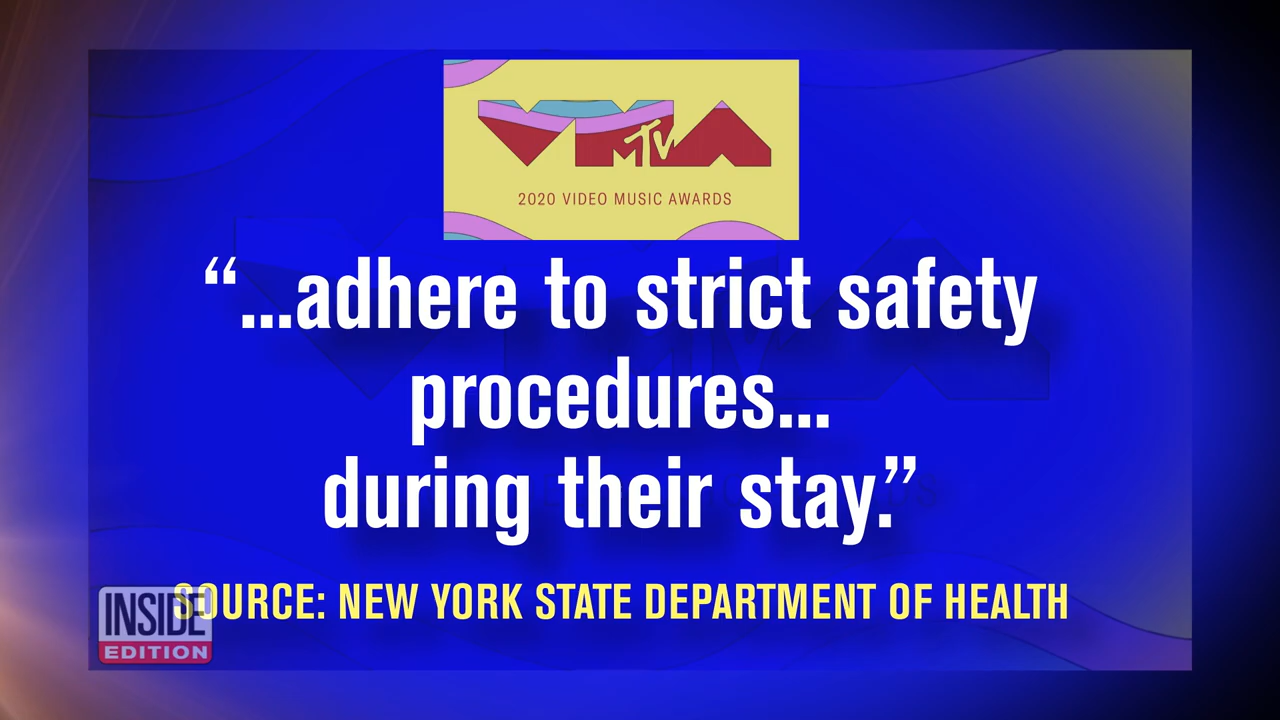 VMA
MTV
2020 VIDEO MUSIC AWARDS
“...adhere to strict safety
procedures...
during their stay.”
SOURCE: NEW YORK STATE DEPARTMENT OF HEALTH
INSIDE
EDITION